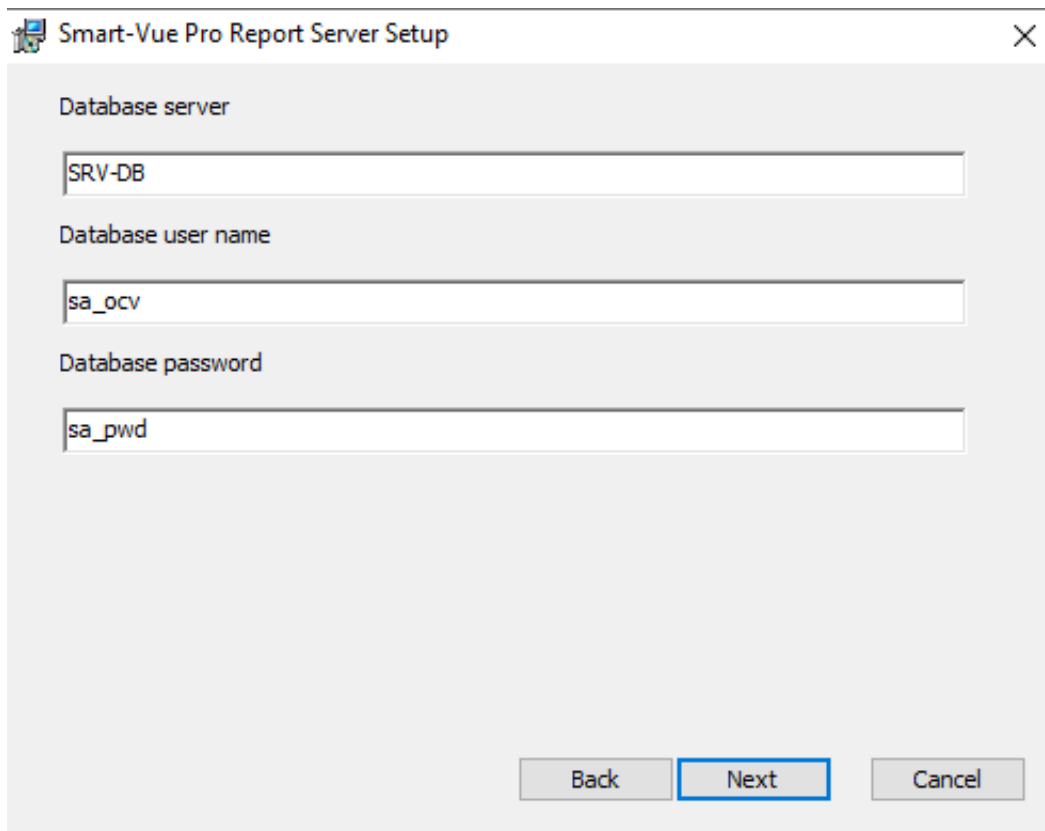 Smart-Vue Pro Report Server Setup
Database server
SRV-DB
Database user name
sa_ocv
Database password
sa_pwd
Back Next Cancel